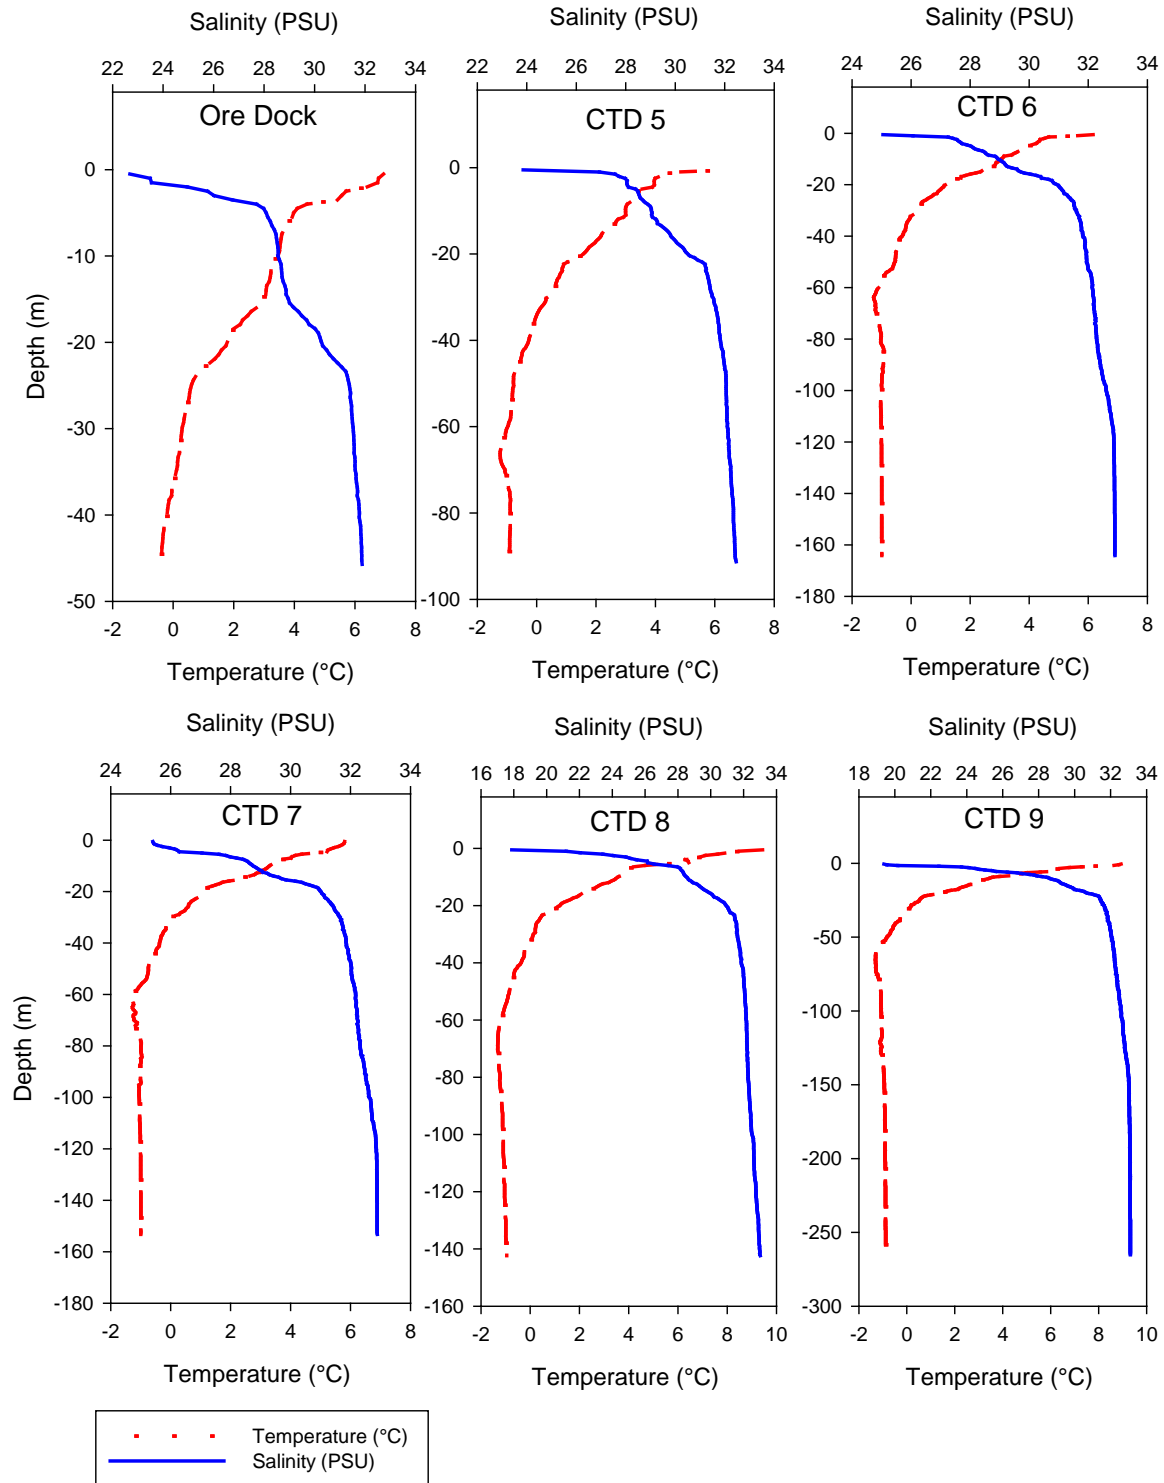 Salinity (PSU)
Salinity (PSU)
Salinity (PSU)
22 24 26 28 30 32 34
22 24 26 28 30 32 34
24 26 28 30 32 34
Ore Dock
CTD 5
CTD 6
Depth (m)
0
-10
-20
-30
-40
-50
0
-20
-40
-60
-80
-100
0
-20
-40
-60
-80
-100
-120
-140
-160
-180
-2 0 2 4 6 8
-2 0 2 4 6 8
-2 0 2 4 6 8
Temperature (°C)
Temperature (°C)
Temperature (°C)
Salinity (PSU)
Salinity (PSU)
Salinity (PSU)
24 26 28 30 32 34
16 18 20 22 24 26 28 30 32 34
18 20 22 24 26 28 30 32 34
CTD 7
CTD 8
CTD 9
Depth (m)
0
-20
-40
-60
-80
-100
-120
-140
-160
-180
0
-20
-40
-60
-80
-100
-120
-140
-160
0
-50
-100
-150
-200
-250
-300
-2 0 2 4 6 8
-2 0 2 4 6 8 10
-2 0 2 4 6 8 10
Temperature (°C)
Temperature (°C)
Temperature (°C)
Temperature (°C)
Salinity (PSU)